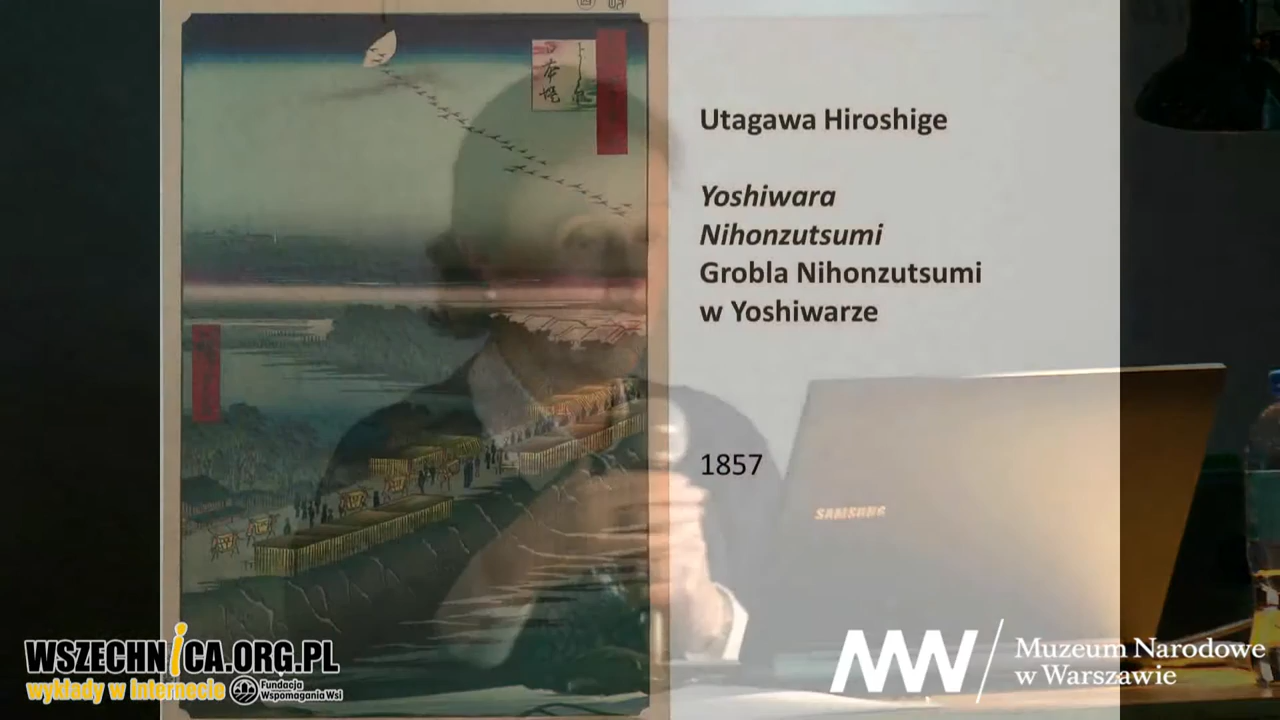 Utagawa Hiroshige
Yoshiwara
Nihonzutsumi
Grobla Nihonzutsumi
w Yoshiwarze
1857
SAMSUNG
WSZECHNiCA.ORG.PL
wykłady w Internecie
Fundacja
Wspomagania Wsi
MNW
Muzeum Narodowe
w Warszawie